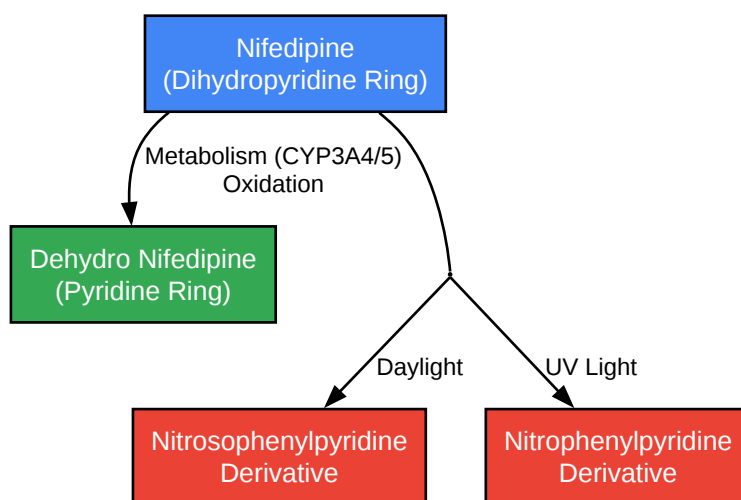 Nifedipine
(Dihydropyridine Ring)
Metabolism (CYP3A4/5)
Oxidation
Dehydro Nifedipine
(Pyridine Ring)
Daylight
UV Light
Nitrosophenylpyridine
Derivative
Nitrophenylpyridine
Derivative